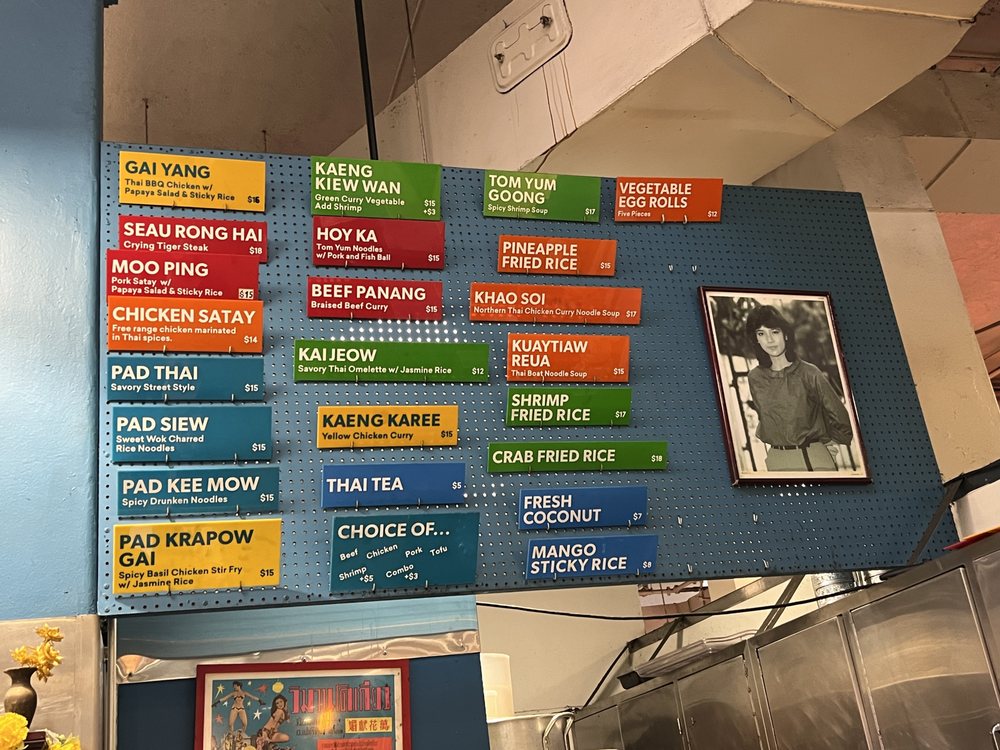 GAI YANG
Thai BBQ Chicken w/
Papaya Salad & Sticky Rice $16
SEAU RONG HAI
Crying Tiger Steak $18
MOO PING
Pork Satay w/
Papaya Salad & Sticky Rice $15
CHICKEN SATAY
Free range chicken marinated
in Thai spices. $14
PAD THAI
Savory Street Style $15
PAD SIEW
Sweet Wok Charred
Rice Noodles $15
PAD KEE MOW
Spicy Drunken Noodles $15
PAD KRAPOW
GAI
Spicy Basil Chicken Stir Fry
w/ Jasmine Rice $15
KAENG
KIEW WAN
Green Curry Vegetable $15
Add Shrimp +$3
HOY KA
Tom Yum Noodles
w/ Pork and Fish Ball $15
BEEF PANANG
Braised Beef Curry $15
KAI JEOW
Savory Thai Omelette w/ Jasmine Rice $12
KAENG KAREE
Yellow Chicken Curry $15
THAI TEA $5
CHOICE OF...
Beef Chicken Pork Tofu
Shrimp +$5 Combo +$3
TOM YUM
GOONG
Spicy Shrimp Soup $17
PINEAPPLE
FRIED RICE $15
KHAO SOI
Northern Thai Chicken Curry Noodle Soup $17
KUAYTIAW
REUA
Thai Boat Noodle Soup $15
SHRIMP
FRIED RICE $17
CRAB FRIED RICE $18
FRESH
COCONUT $7
MANGO
STICKY RICE $8
VEGETABLE
EGG ROLLS
Five Pieces $12